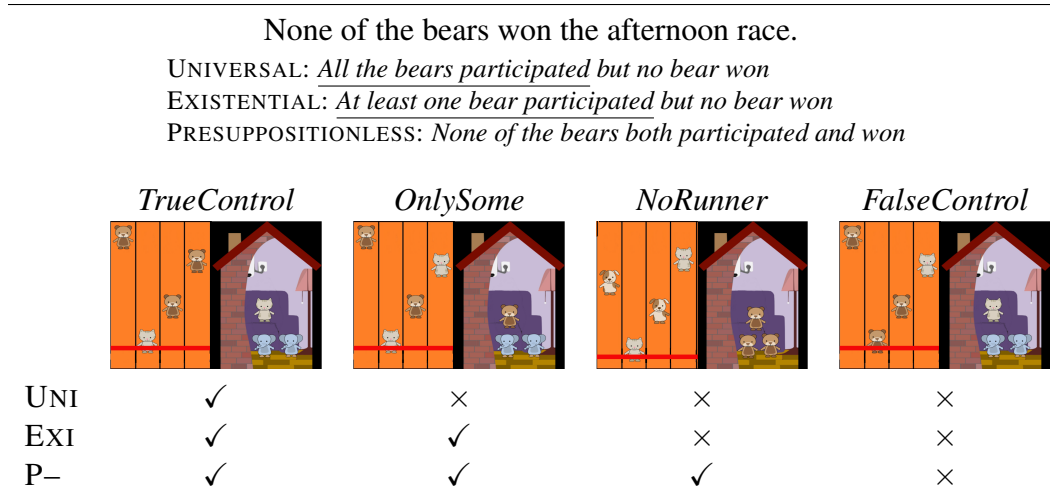 None of the bears won the afternoon race.
UNIVERSAL: All the bears participated but no bear won
EXISTENTIAL: At least one bear participated but no bear won
PRESUPPOSITIONLESS: None of the bears both participated and won
TrueControl OnlySome NoRunner FalseControl
UNI ✓ × × ×
EXI ✓ ✓ × ×
P– ✓ ✓ ✓ ×